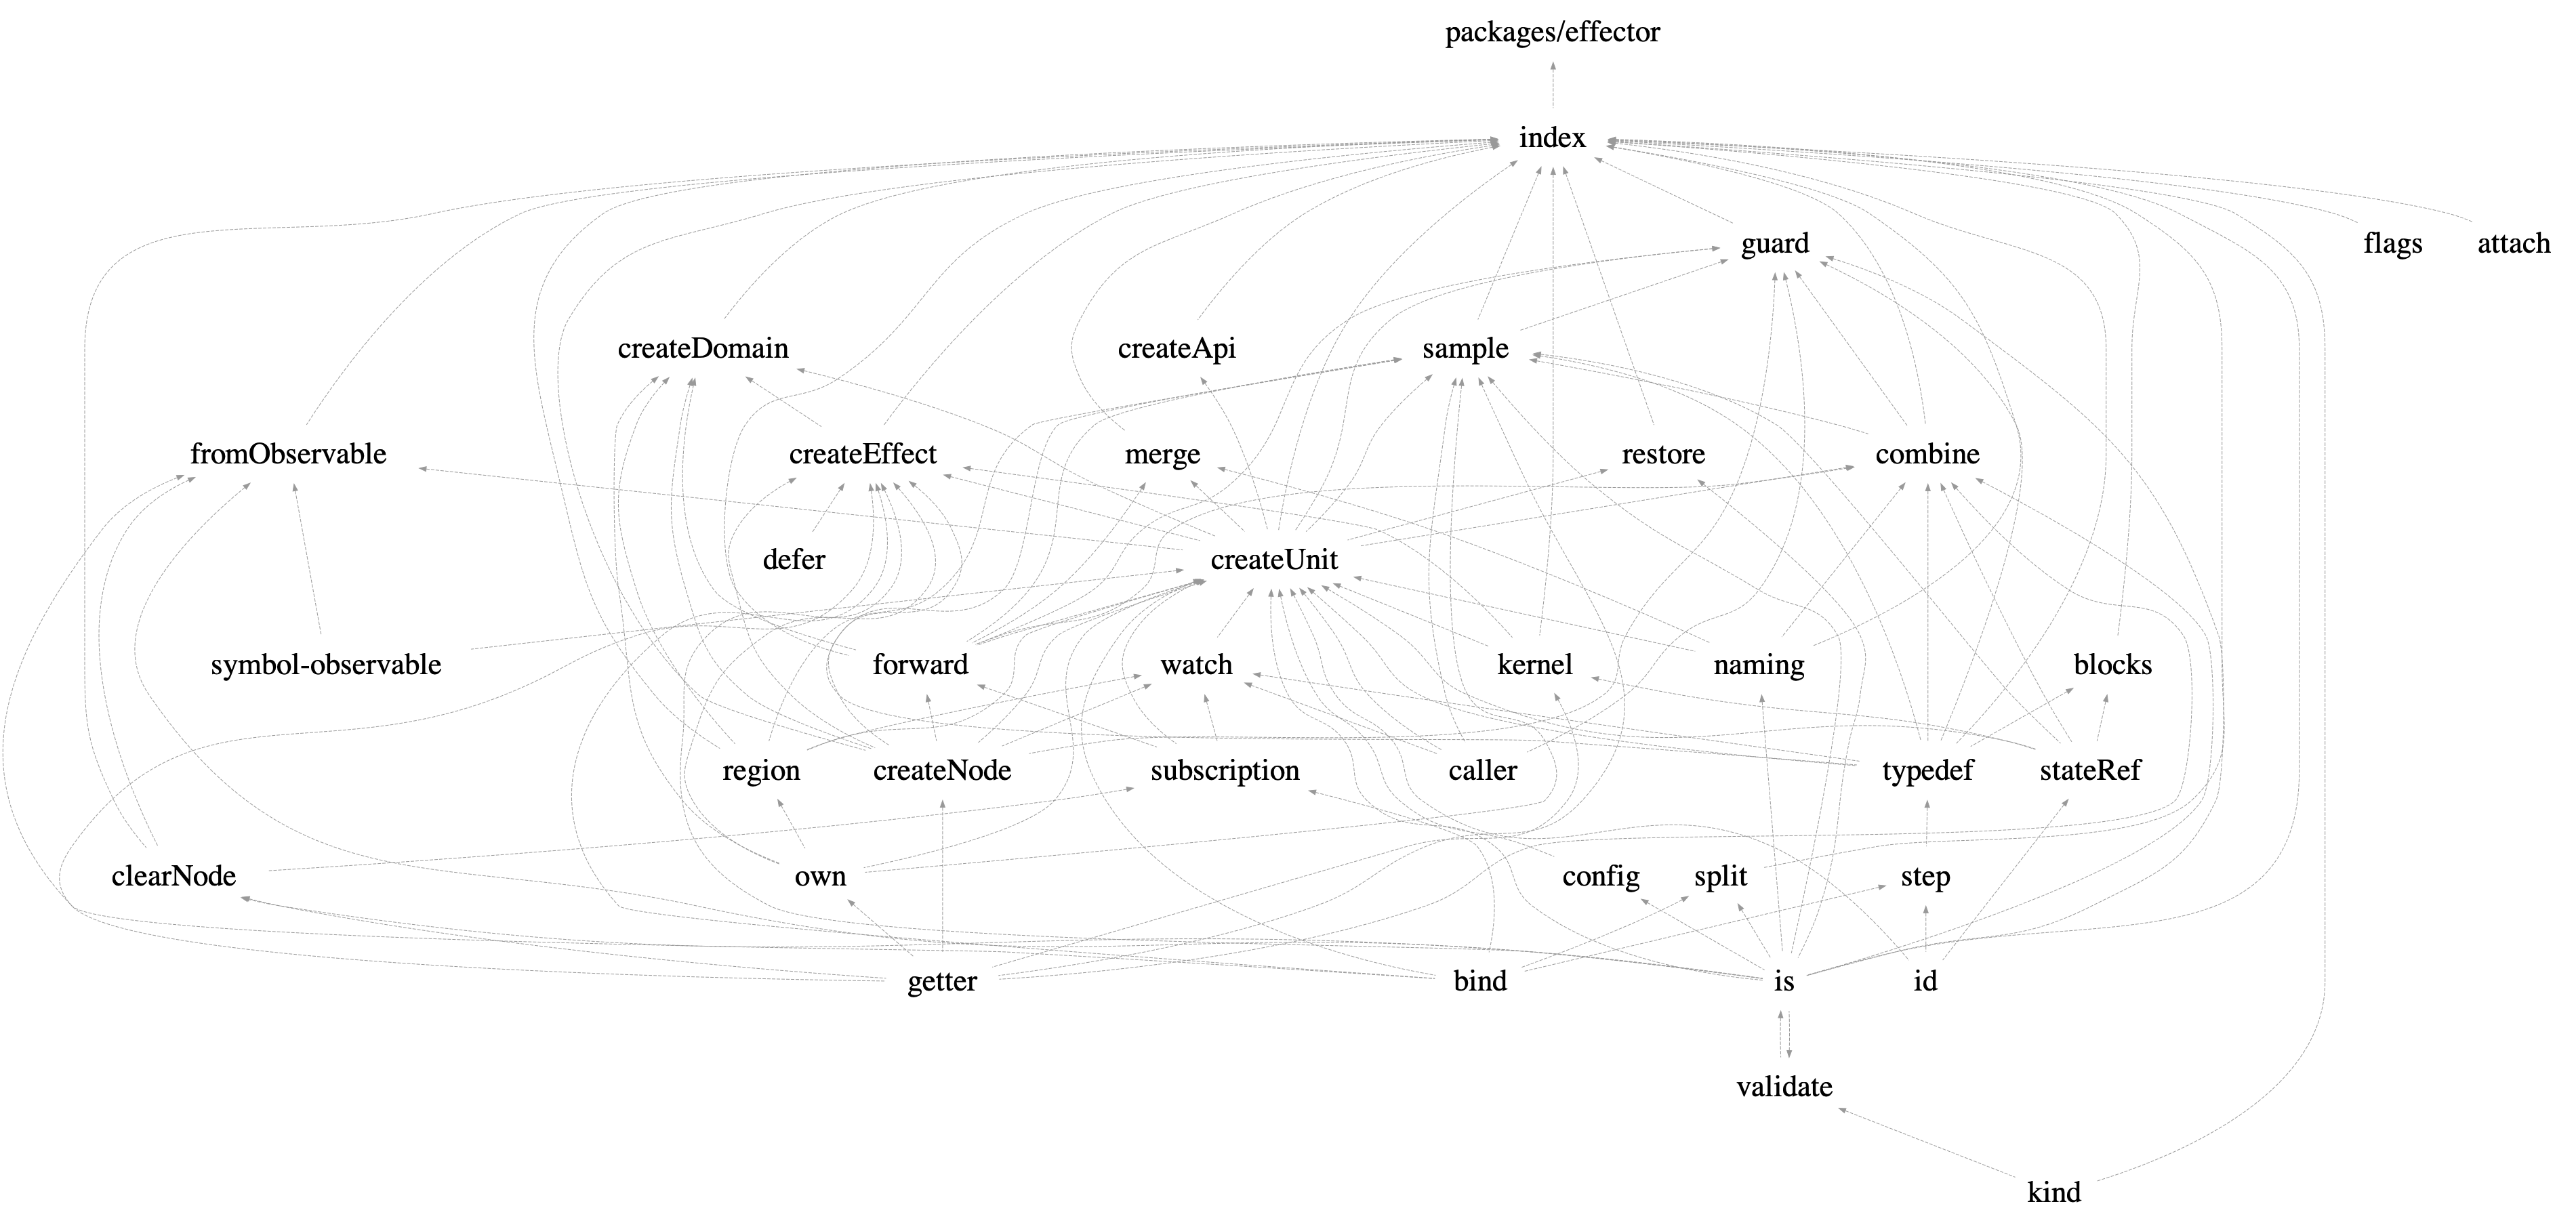 packages/effector
index
guard
flags
attach
createDomain
createApi
sample
fromObservable
createEffect
merge
restore
combine
defer
createUnit
symbol-observable
forward
watch
kernel
naming
blocks
region
createNode
subscription
caller
typedef
stateRef
clearNode
own
config
split
step
getter
bind
is
id
validate
kind